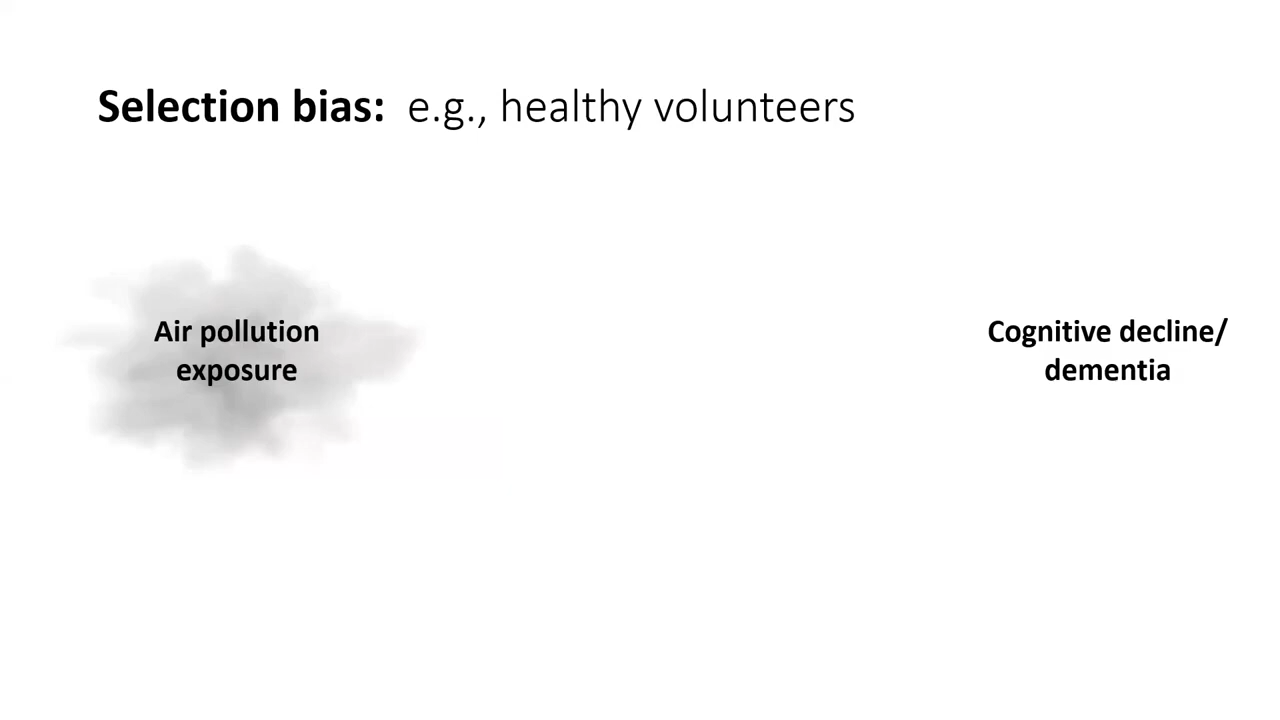 Selection bias: e.g., healthy volunteers
Air pollution
exposure
Cognitive decline/
dementia